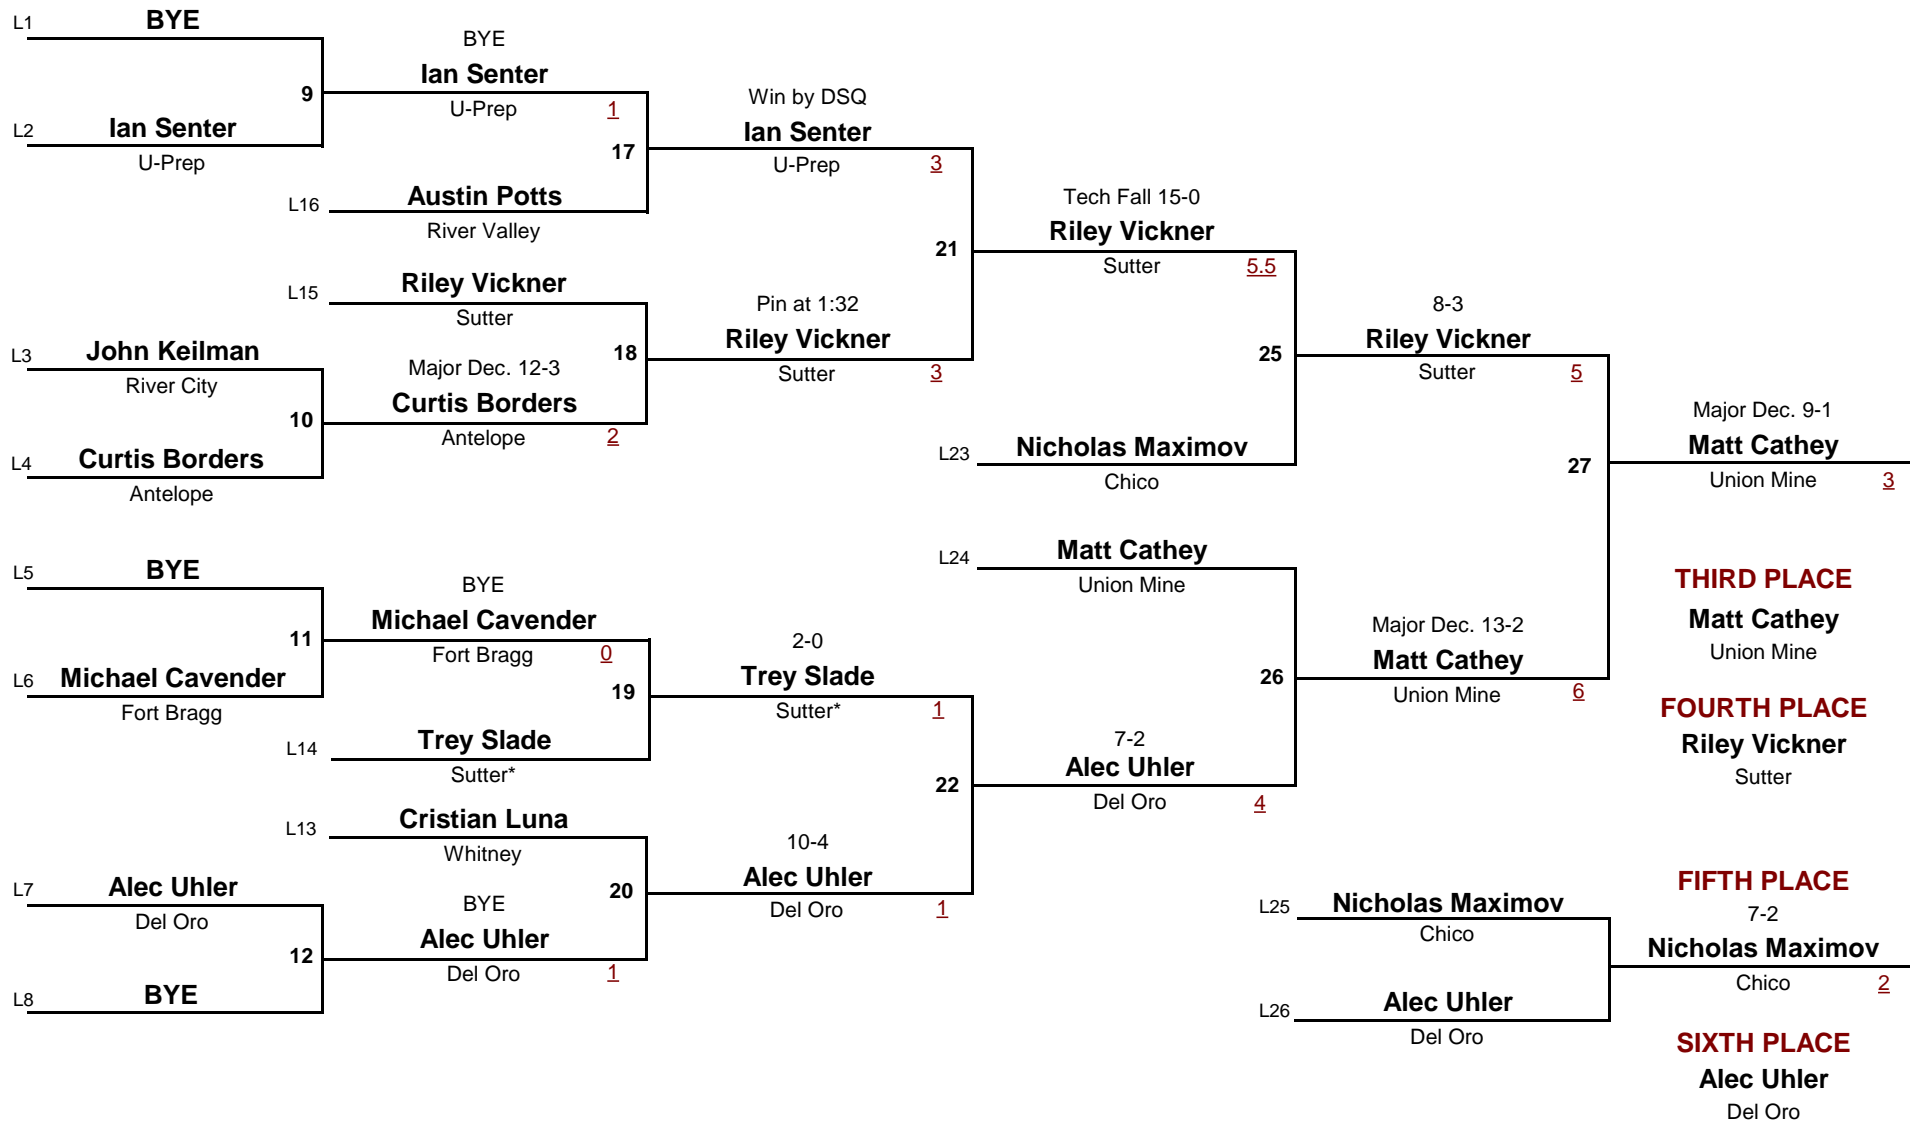 L1
BYE
L2
Ian Senter
U-Prep
9
BYE
Ian Senter
U-Prep
1
L16
Austin Potts
River Valley
17
Win by DSQ
Ian Senter
U-Prep
3
L15
Riley Vickner
Sutter
L3
John Keilman
River City
L4
Curtis Borders
Antelope
10
Major Dec. 12-3
Curtis Borders
Antelope
2
18
Pin at 1:32
Riley Vickner
Sutter
3
21
Tech Fall 15-0
Riley Vickner
Sutter
5.5
L23
Nicholas Maximov
Chico
25
8-3
Riley Vickner
Sutter
5
L5
BYE
L6
Michael Cavender
Fort Bragg
11
BYE
Michael Cavender
Fort Bragg
0
L14
Trey Slade
Sutter*
19
2-0
Trey Slade
Sutter*
1
L13
Cristian Luna
Whitney
L7
Alec Uhler
Del Oro
L8
BYE
12
BYE
Alec Uhler
Del Oro
1
20
10-4
Alec Uhler
Del Oro
1
22
7-2
Alec Uhler
Del Oro
4
L24
Matt Cathey
Union Mine
26
Major Dec. 13-2
Matt Cathey
Union Mine
6
27
Major Dec. 9-1
Matt Cathey
Union Mine
3
THIRD PLACE
Matt Cathey
Union Mine
FOURTH PLACE
Riley Vickner
Sutter
L25
Nicholas Maximov
Chico
L26
Alec Uhler
Del Oro
FIFTH PLACE
7-2
Nicholas Maximov
Chico
2
SIXTH PLACE
Alec Uhler
Del Oro